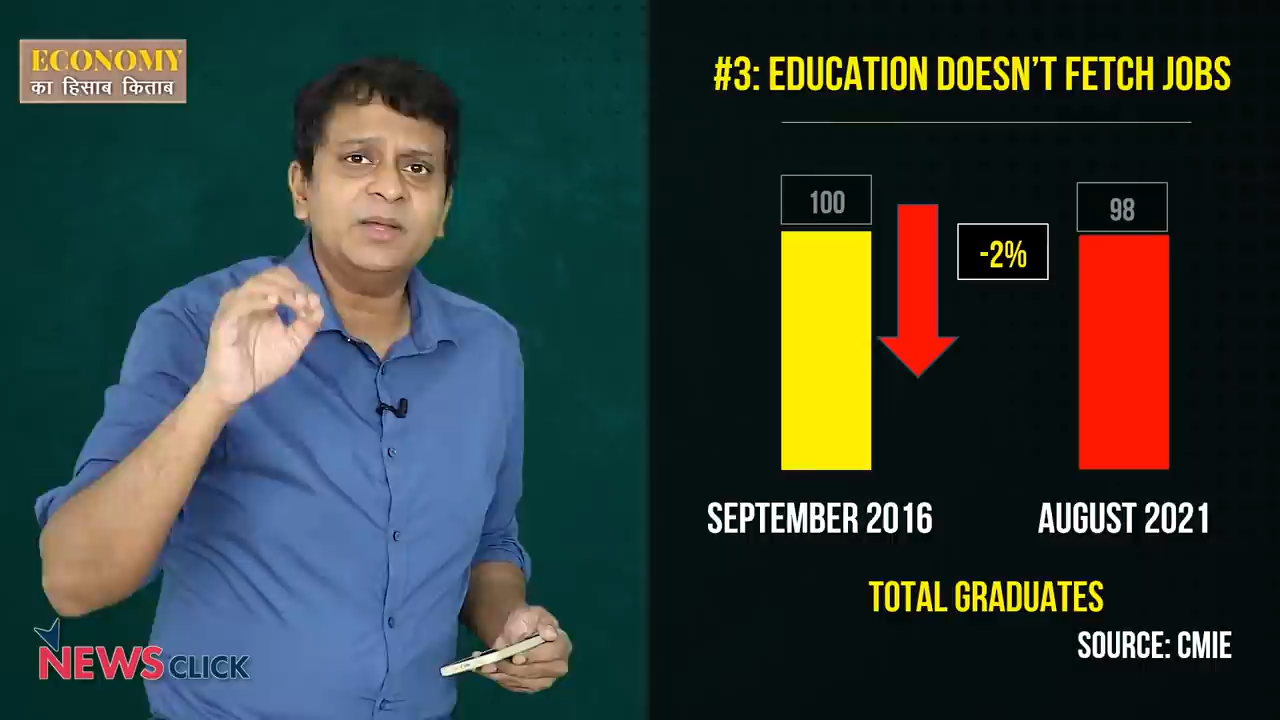 ECONOMY
का हिसाब किताब
#3: EDUCATION DOESN'T FETCH JOBS
100
98
-2%
SEPTEMBER 2016
AUGUST 2021
TOTAL GRADUATES
SOURCE: CMIE
NEWSCLICK